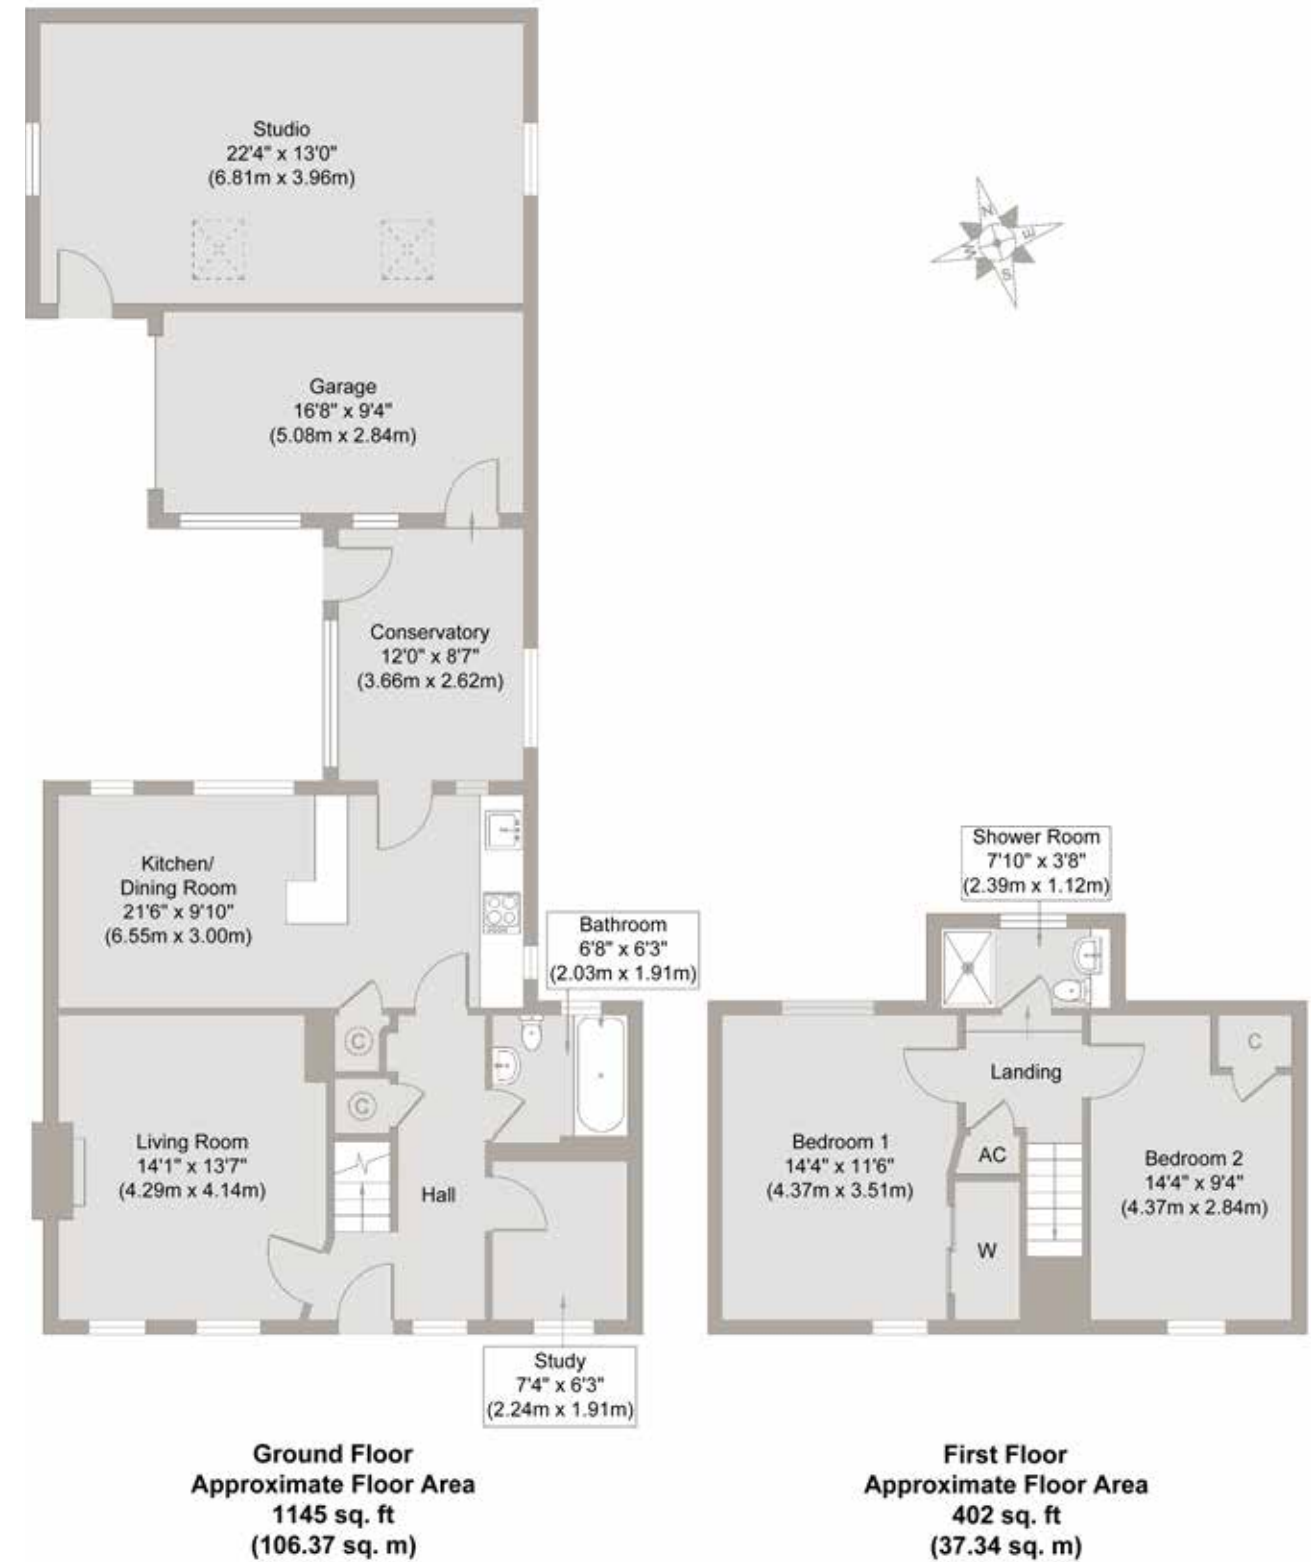 Studio
22'4" x 13'0"
(6.81m x 3.96m)
N
E
W
S
Garage
16'8" x 9'4"
(5.08m x 2.84m)
Conservatory
12'0" x 8'7"
(3.66m x 2.62m)
Kitchen/
Dining Room
21'6" x 9'10"
(6.55m x 3.00m)
Bathroom
6'8" x 6'3"
(2.03m x 1.91m)
C
C
Living Room
14'1" x 13'7"
(4.29m x 4.14m)
Hall
Study
7'4" x 6'3"
(2.24m x 1.91m)
Ground Floor
Approximate Floor Area
1145 sq. ft
(106.37 sq. m)
Shower Room
7'10" x 3'8"
(2.39m x 1.12m)
C
Landing
Bedroom 1
14'4" x 11'6"
(4.37m x 3.51m)
AC
W
Bedroom 2
14'4" x 9'4"
(4.37m x 2.84m)
First Floor
Approximate Floor Area
402 sq. ft
(37.34 sq. m)